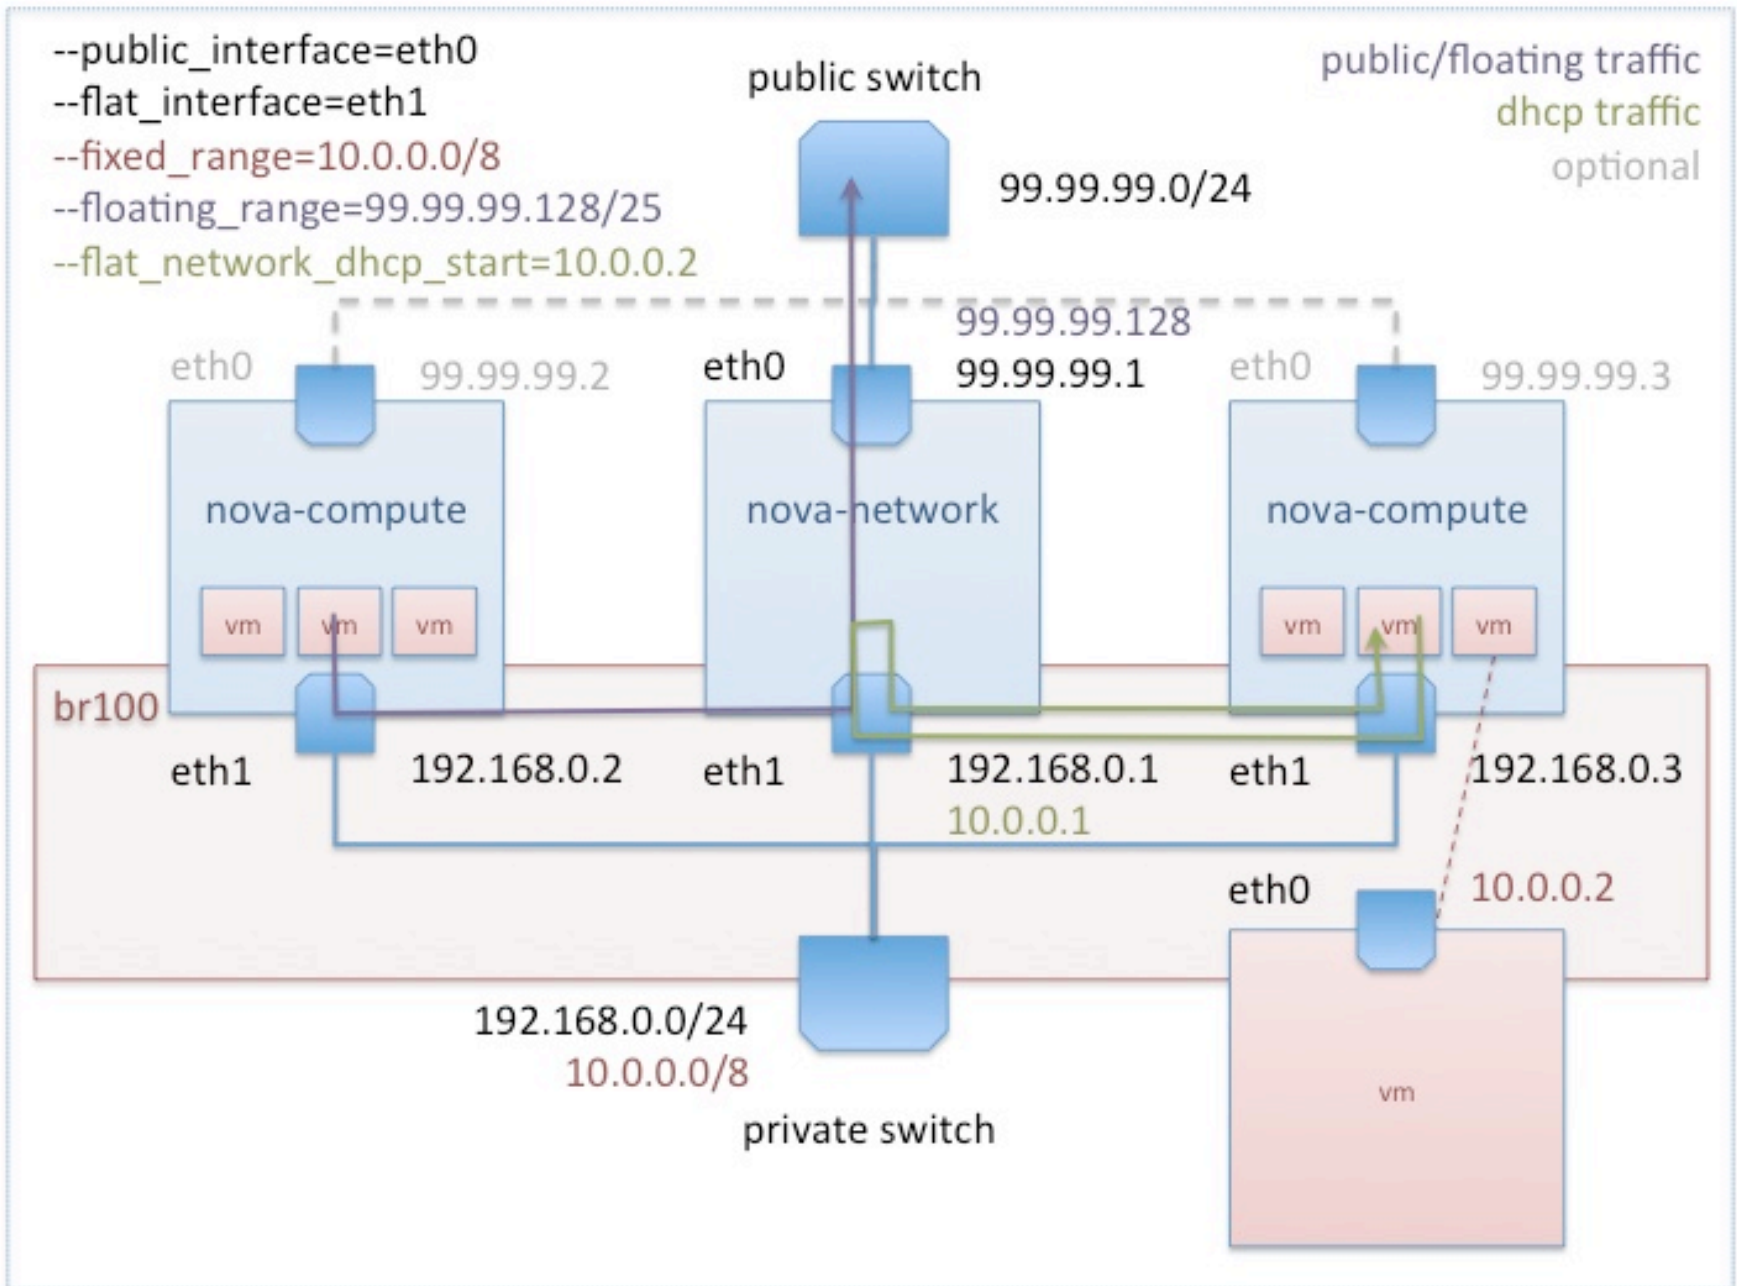 --public_interface=eth0
--flat_interface=eth1
--fixed_range=10.0.0.0/8
--floating_range=99.99.99.128/25
--flat_network_dhcp_start=10.0.0.2
public switch
99.99.99.0/24
public/floating traffic
dhcp traffic
optional
eth0
99.99.99.2
eth0
99.99.99.128
99.99.99.1
eth0
99.99.99.3
nova-compute
nova-network
nova-compute
vm
vm
vm
vm
vm
vm
br100
eth1
192.168.0.2
eth1
192.168.0.1
10.0.0.1
eth1
192.168.0.3
eth0
10.0.0.2
192.168.0.0/24
10.0.0.0/8
private switch
vm